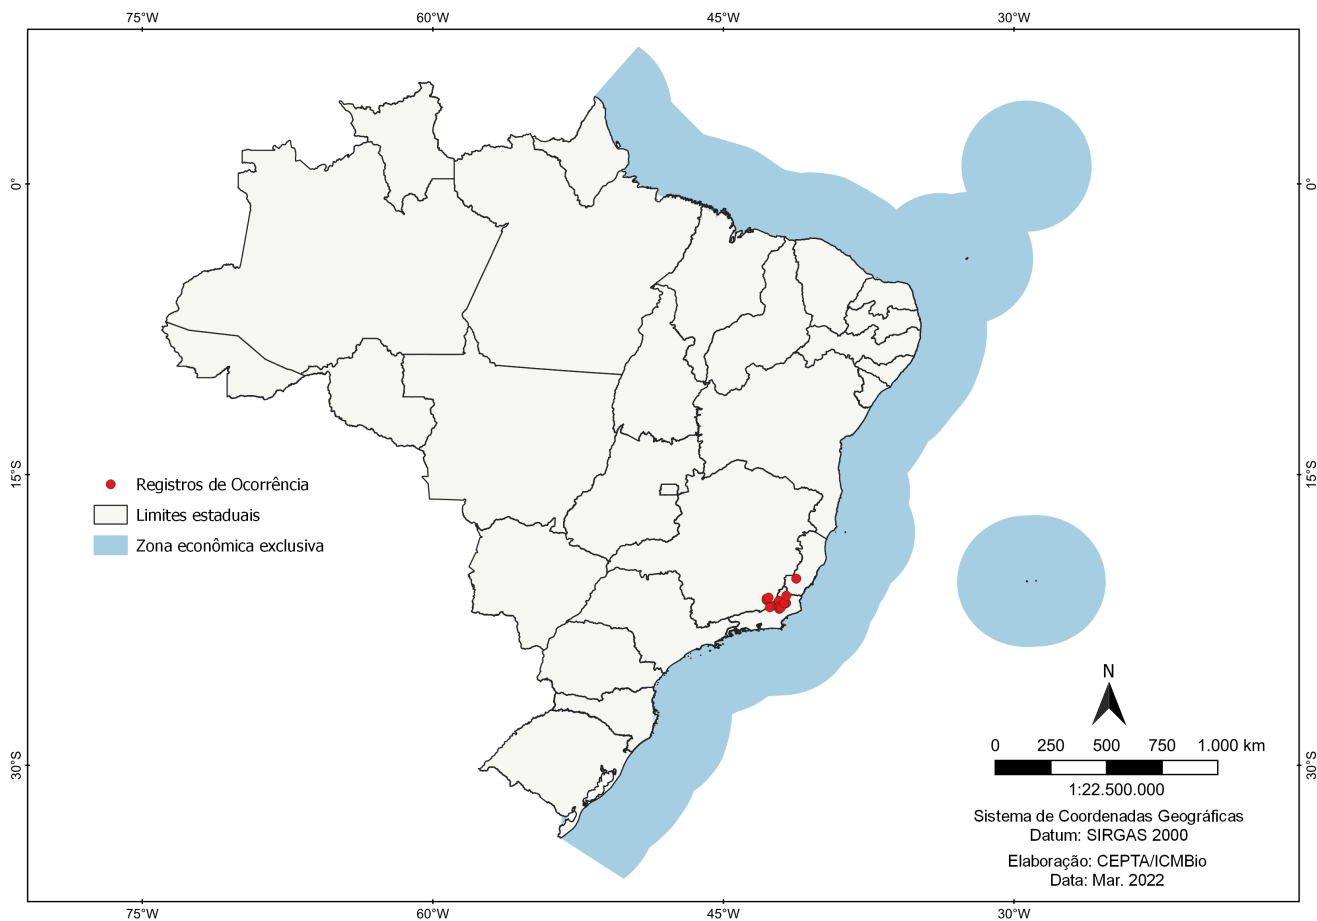 75°W 60°W 45°W 30°W
0° 0°
15°S 15°S
Registros de Ocorrência
Limites estaduais
Zona econômica exclusiva
N
30°S 30°S
0 250 500 750 1.000 km
1:22.500.000
Sistema de Coordenadas Geográficas
Datum: SIRGAS 2000
Elaboração: CEPTA/ICMBio
Data: Mar. 2022
75°W 60°W 45°W 30°W